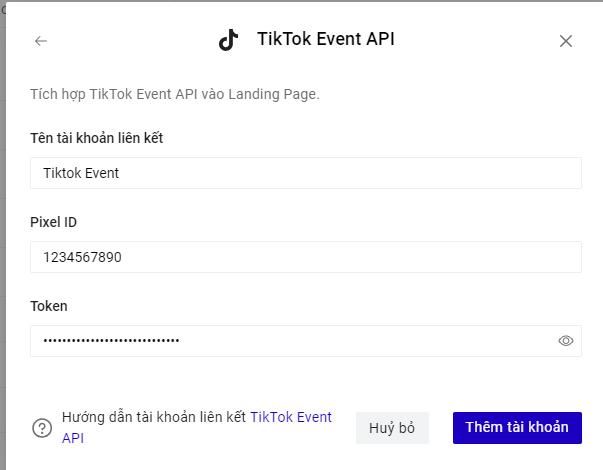 TikTok Event API
Tích hợp TikTok Event API vào Landing Page.
Tên tài khoản liên kết
Tiktok Event
Pixel ID
1234567890
Token
•••••••••••••••••••••••••••••
Hướng dẫn tài khoản liên kết TikTok Event
API
Huỷ bỏ
Thêm tài khoản